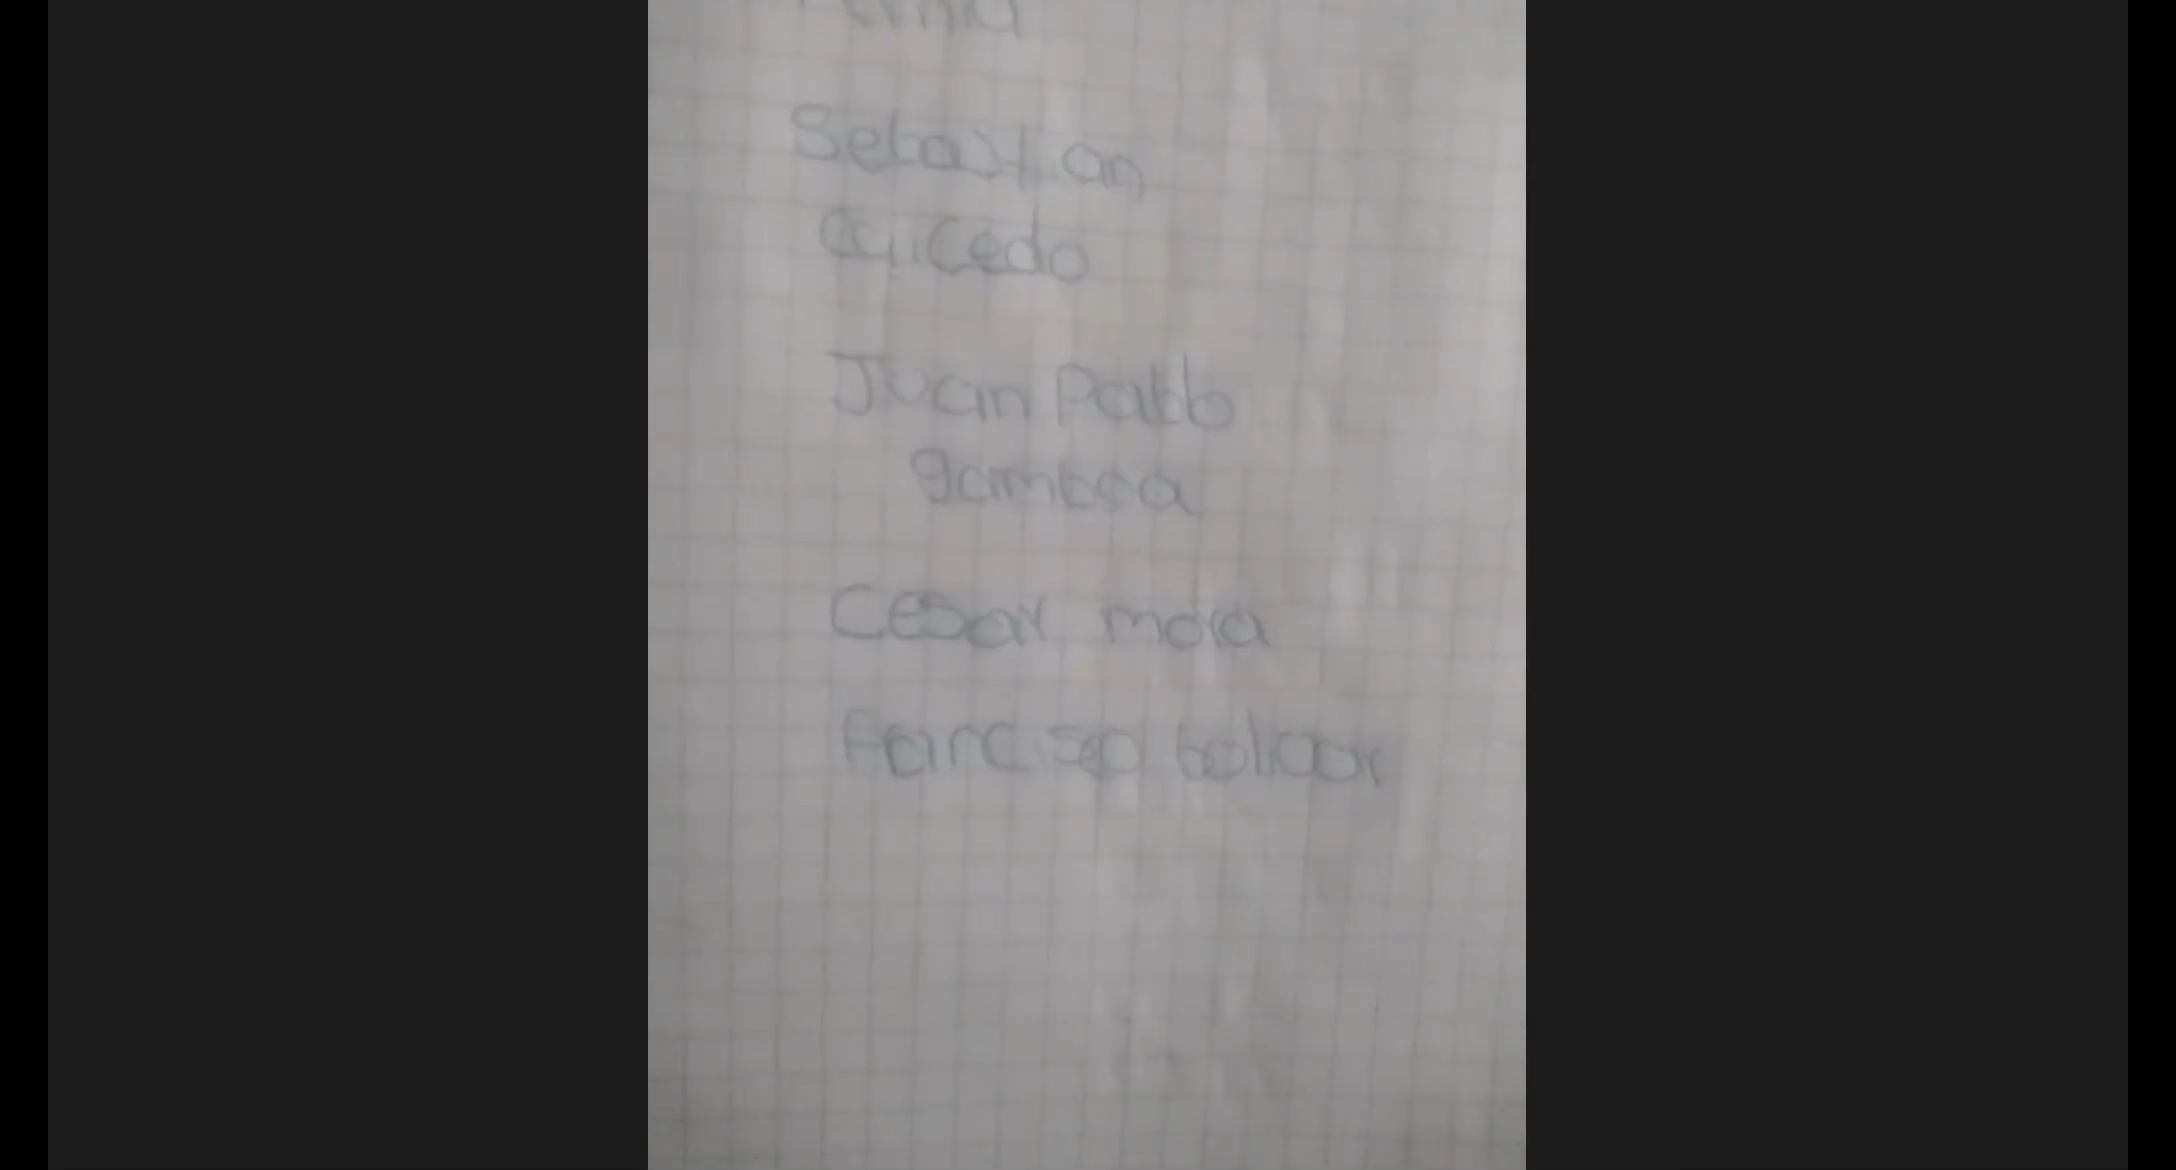 Sebastian
Caicedo
Juan Pablo
gamboa
Cesar mora
Francisco bolivar